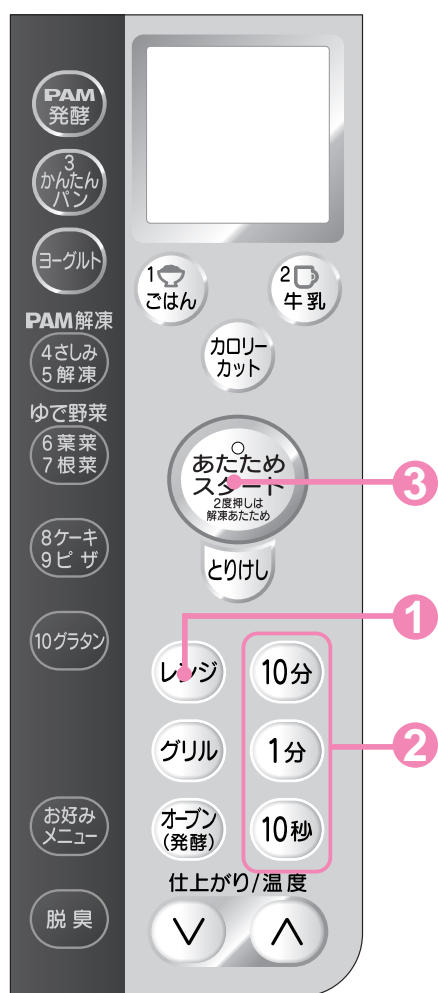 PAM
発酵
3
かんたん
パン
ヨーグルト
PAM解凍
4さしみ
5解凍
ゆで野菜
6葉菜
7根菜
8ケーキ
9ピザ
10グラタン
お好み
メニュー
脱臭
1
ごはん
2
牛乳
カロリー
カット
あたため
スタート
2度押しは
解凍あたため
3
とりけし
1
レンジ
10分
2
グリル
1分
オーブン
(発酵)
10秒
仕上がり/温度